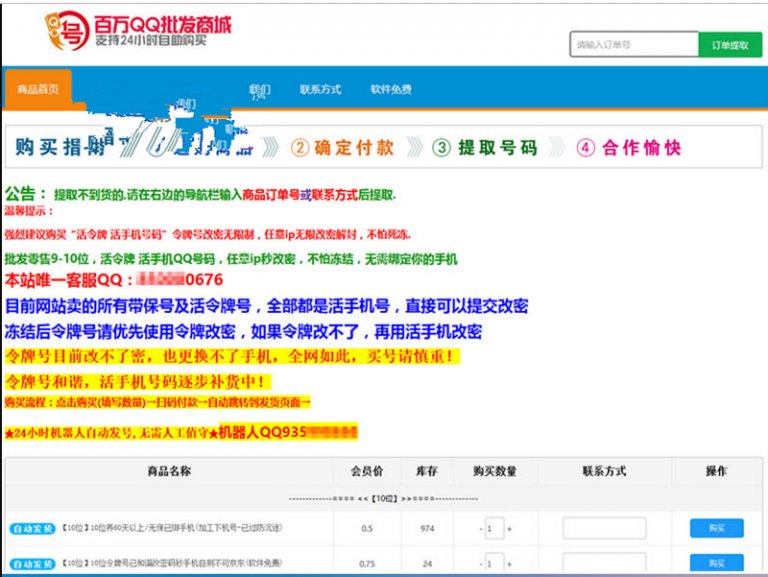 百万QQ批发商城
支持24小时自助购买
请输入订单号
订单提取
商品首页
我们
联系方式
软件免费
购买指南
②确定付款
③提取号码
④合作愉快
公告：提取不到货的,请在右边的导航栏输入商品订单号或联系方式后提取.
温馨提示：
强烈建议购买“活令牌 活手机号码”令牌号改密无限制，任意ip无限改密解封，不怕死冻.
批发零售9-10位，活令牌 活手机QQ号码，任意ip秒改密，不怕冻结，无需绑定你的手机
本站唯一客服QQ：0676
目前网站卖的所有带保号及活令牌号，全部都是活手机号，直接可以提交改密
冻结后令牌号请优先使用令牌改密，如果令牌改不了，再用活手机改密
令牌号目前改不了密，也更换不了手机，全网如此，买号请慎重！
令牌号和谐，活手机号码逐步补货中！
购买流程：点击购买(填写数量)→扫码付款→自动跳转到发货页面→
★24小时机器人自动发号,无需人工值守★机器人QQ935
商品名称 会员价 库存 购买数量 联系方式 操作
------------==== <<【10位】>>====------------
自动发货 【10位】10位养60天以上/无保已绑手机(加工下机号-已过防沉迷) 0.5 974 - 1 + 购买
自动发货 【10位】10位令牌号已和谐改密码秒手机自测不可京东(软件免费) 0.75 24 - 1 + 购买